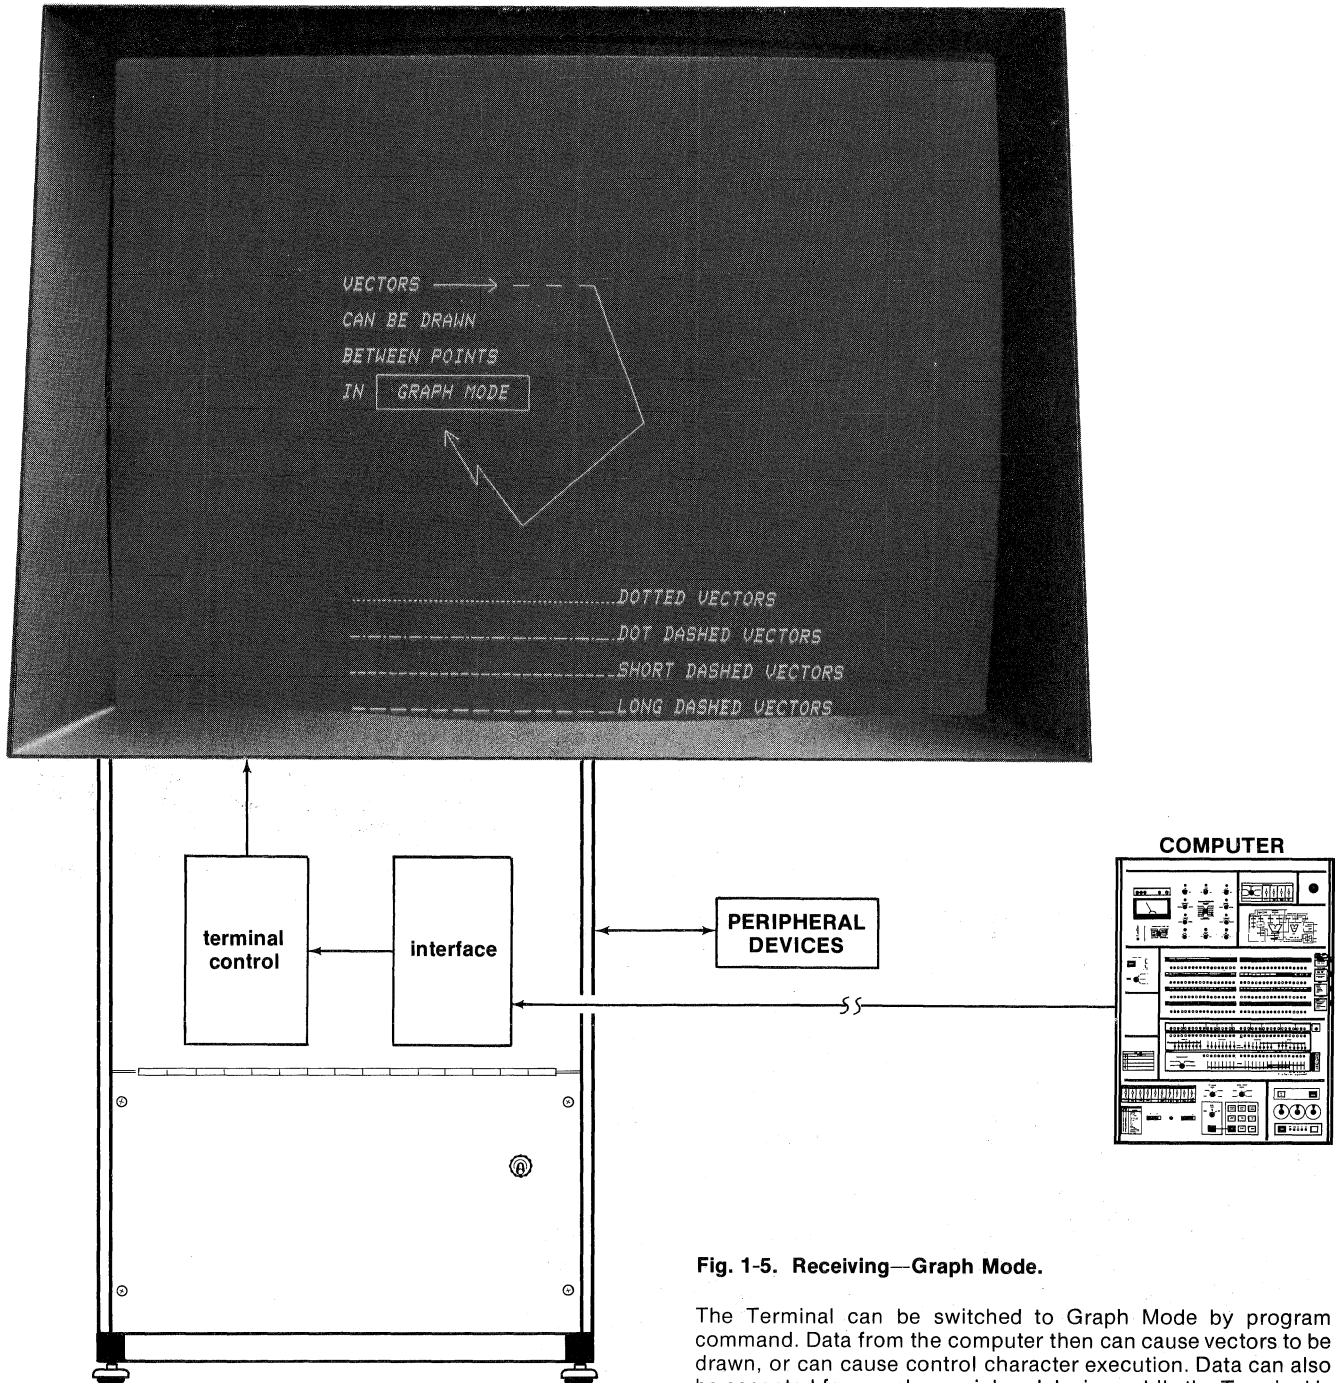 VECTORS
CAN BE DRAWN
BETWEEN POINTS
IN GRAPH MODE
DOTTED VECTORS
DOT DASHED VECTORS
SHORT DASHED VECTORS
LONG DASHED VECTORS
COMPUTER
terminal
control
interface
PERIPHERAL
DEVICES
Fig. 1-5. Receiving—Graph Mode.
The Terminal can be switched to Graph Mode by program
command. Data from the computer then can cause vectors to be
drawn, or can cause control character execution. Data can also